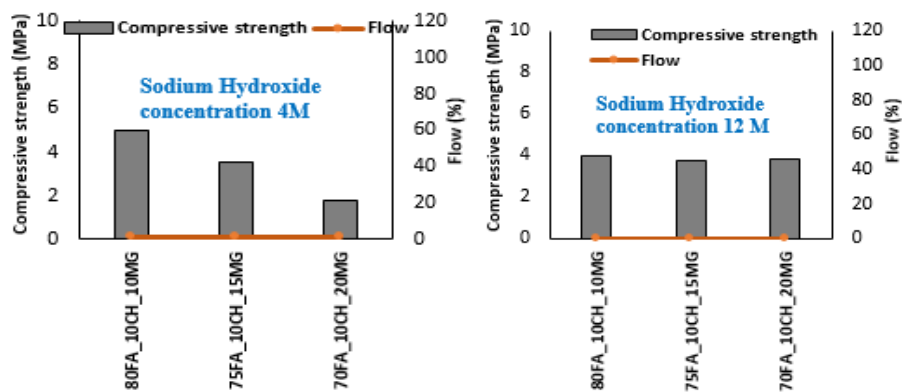 Compressive strength (MPa)
10
8
6
4
2
0
Compressive strength
Flow
Sodium Hydroxide
concentration 4M
120
100
80
60
40
20
0
Flow (%)
80FA_10CH_10MG
75FA_10CH_15MG
70FA_10CH_20MG
Compressive strength (MPa)
10
8
6
4
2
0
Compressive strength
Flow
Sodium Hydroxide
concentration 12 M
120
100
80
60
40
20
0
Flow (%)
80FA_10CH_10MG
75FA_10CH_15MG
70FA_10CH_20MG